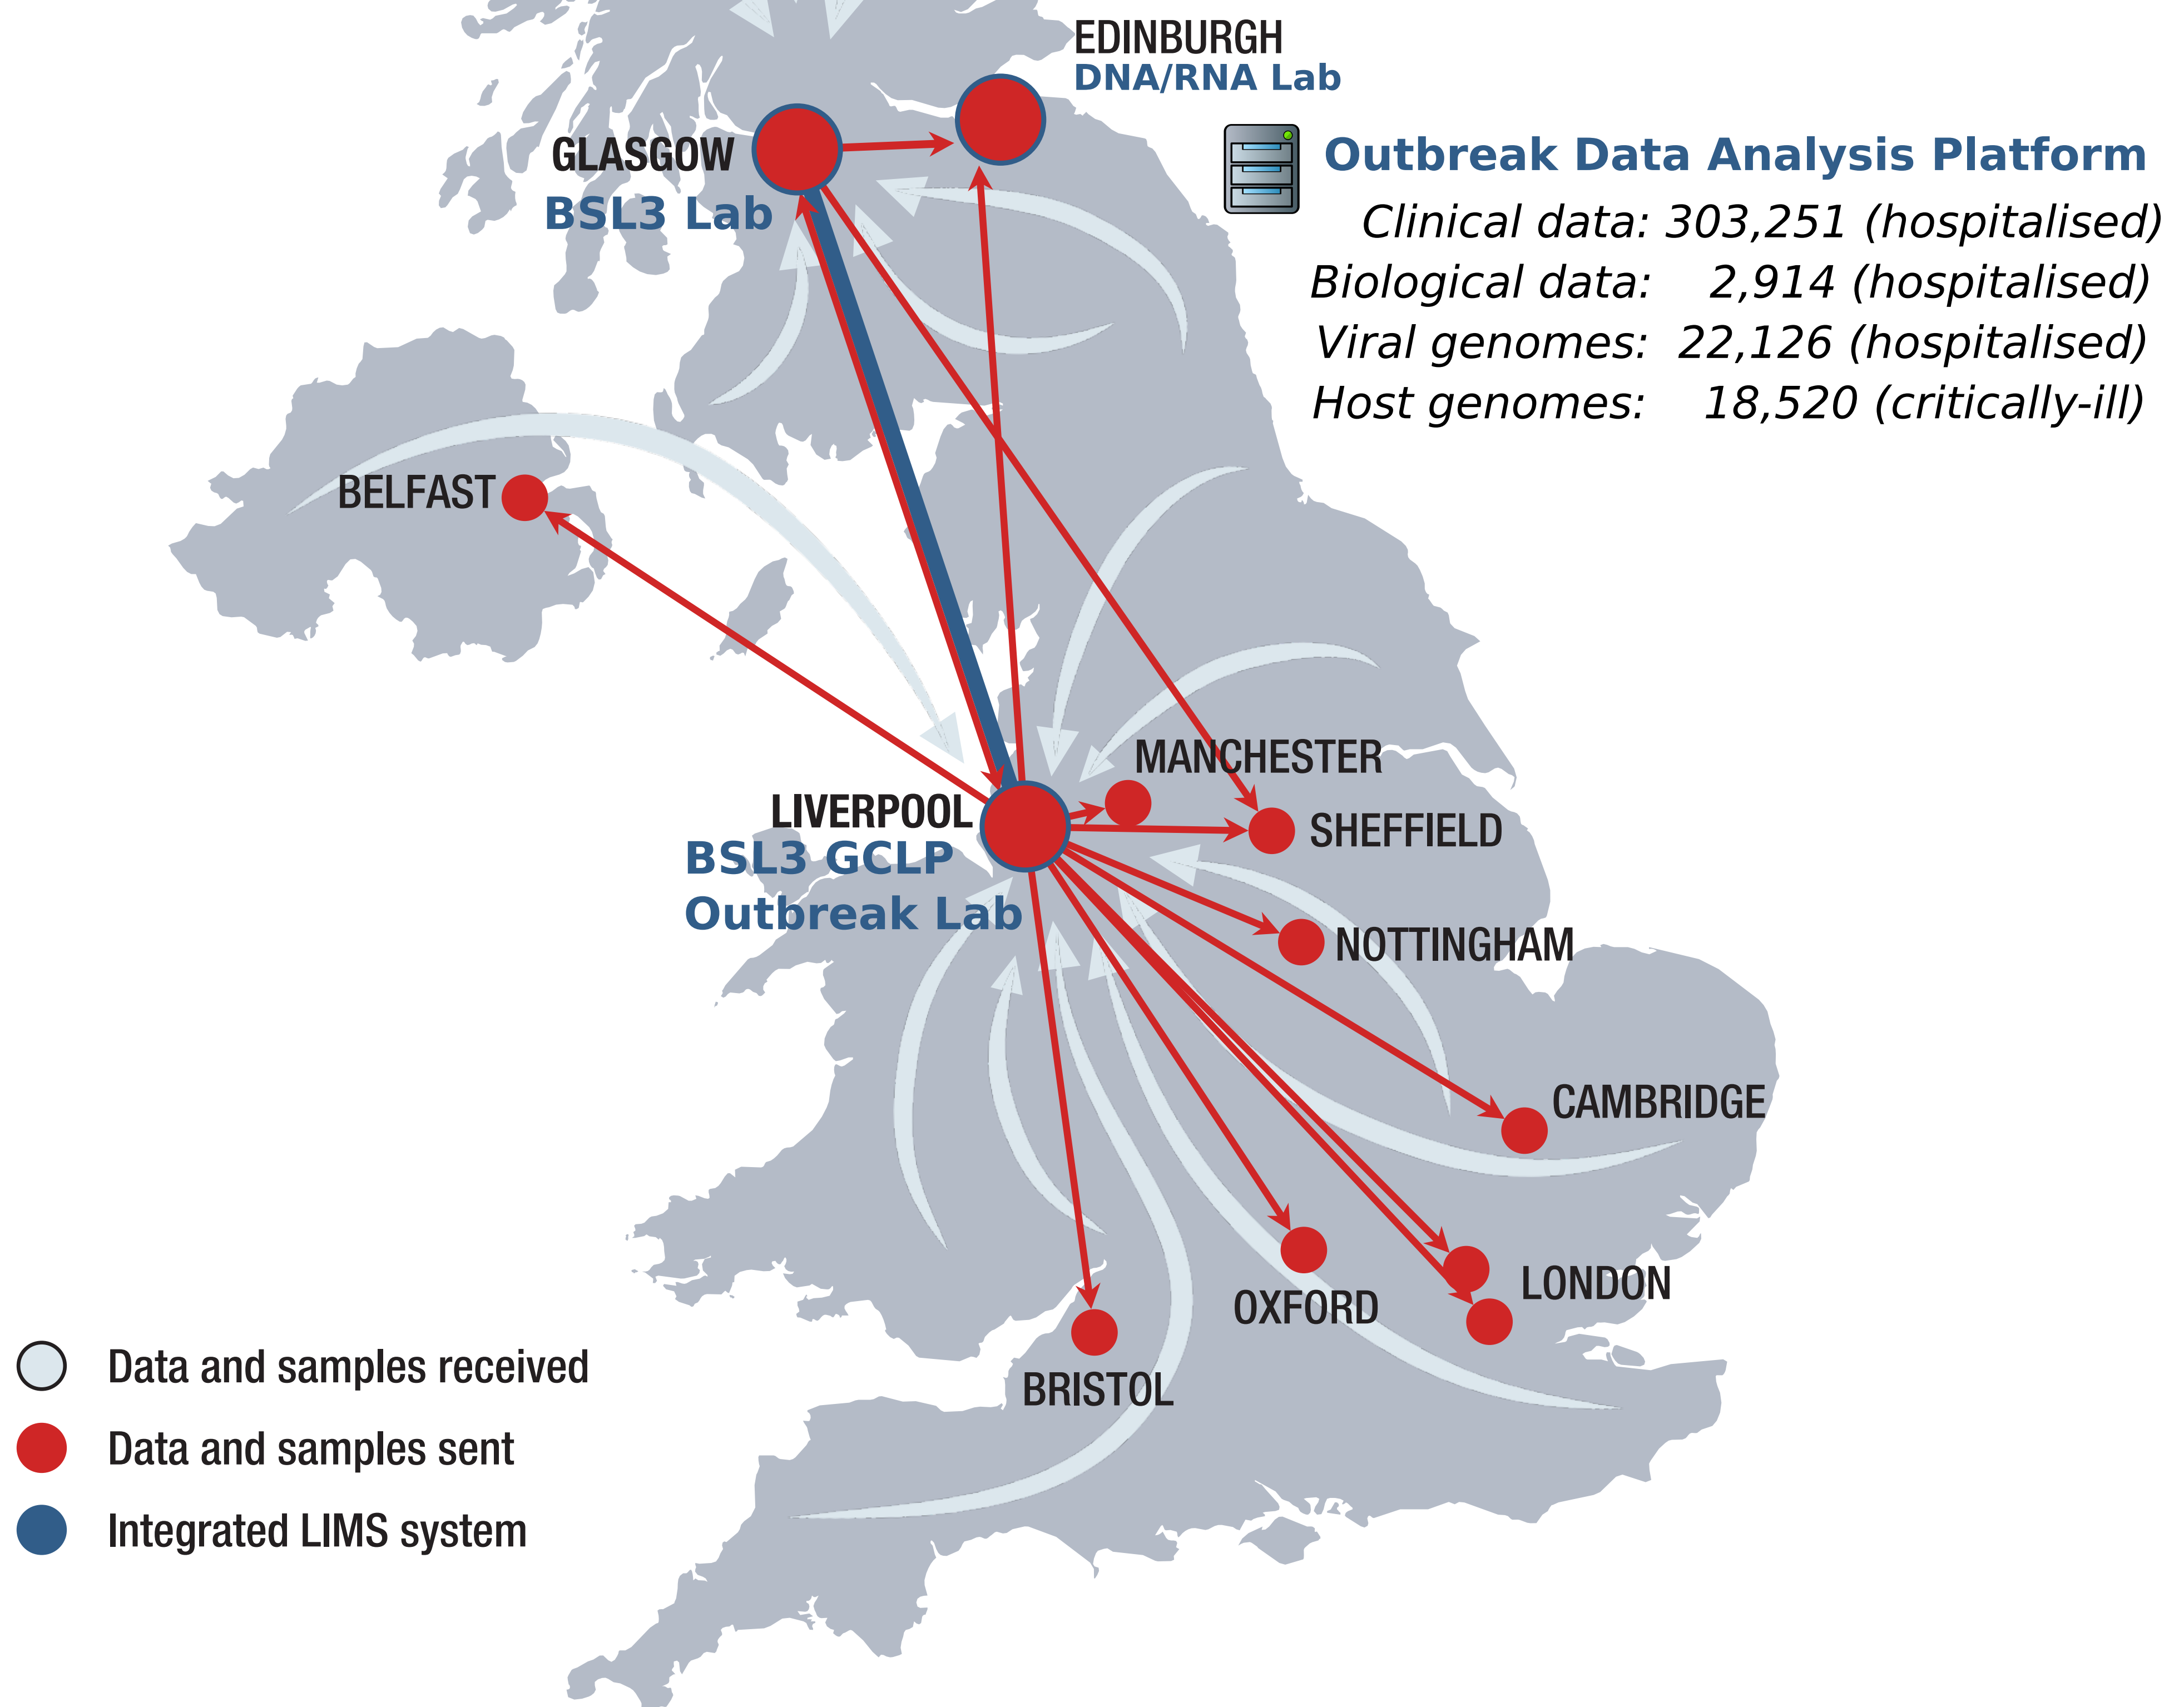 EDINBURGH
DNA/RNA Lab
GLASGOW
BSL3 Lab
Outbreak Data Analysis Platform
Clinical data: 303,251 (hospitalised)
Biological data: 2,914 (hospitalised)
Viral genomes: 22,126 (hospitalised)
Host genomes: 18,520 (critically-ill)
BELFAST
MANCHESTER
LIVERPOOL
BSL3 GCLP
Outbreak Lab
SHEFFIELD
NOTTINGHAM
CAMBRIDGE
LONDON
OXFORD
BRISTOL
Data and samples received
Data and samples sent
Integrated LIMS system